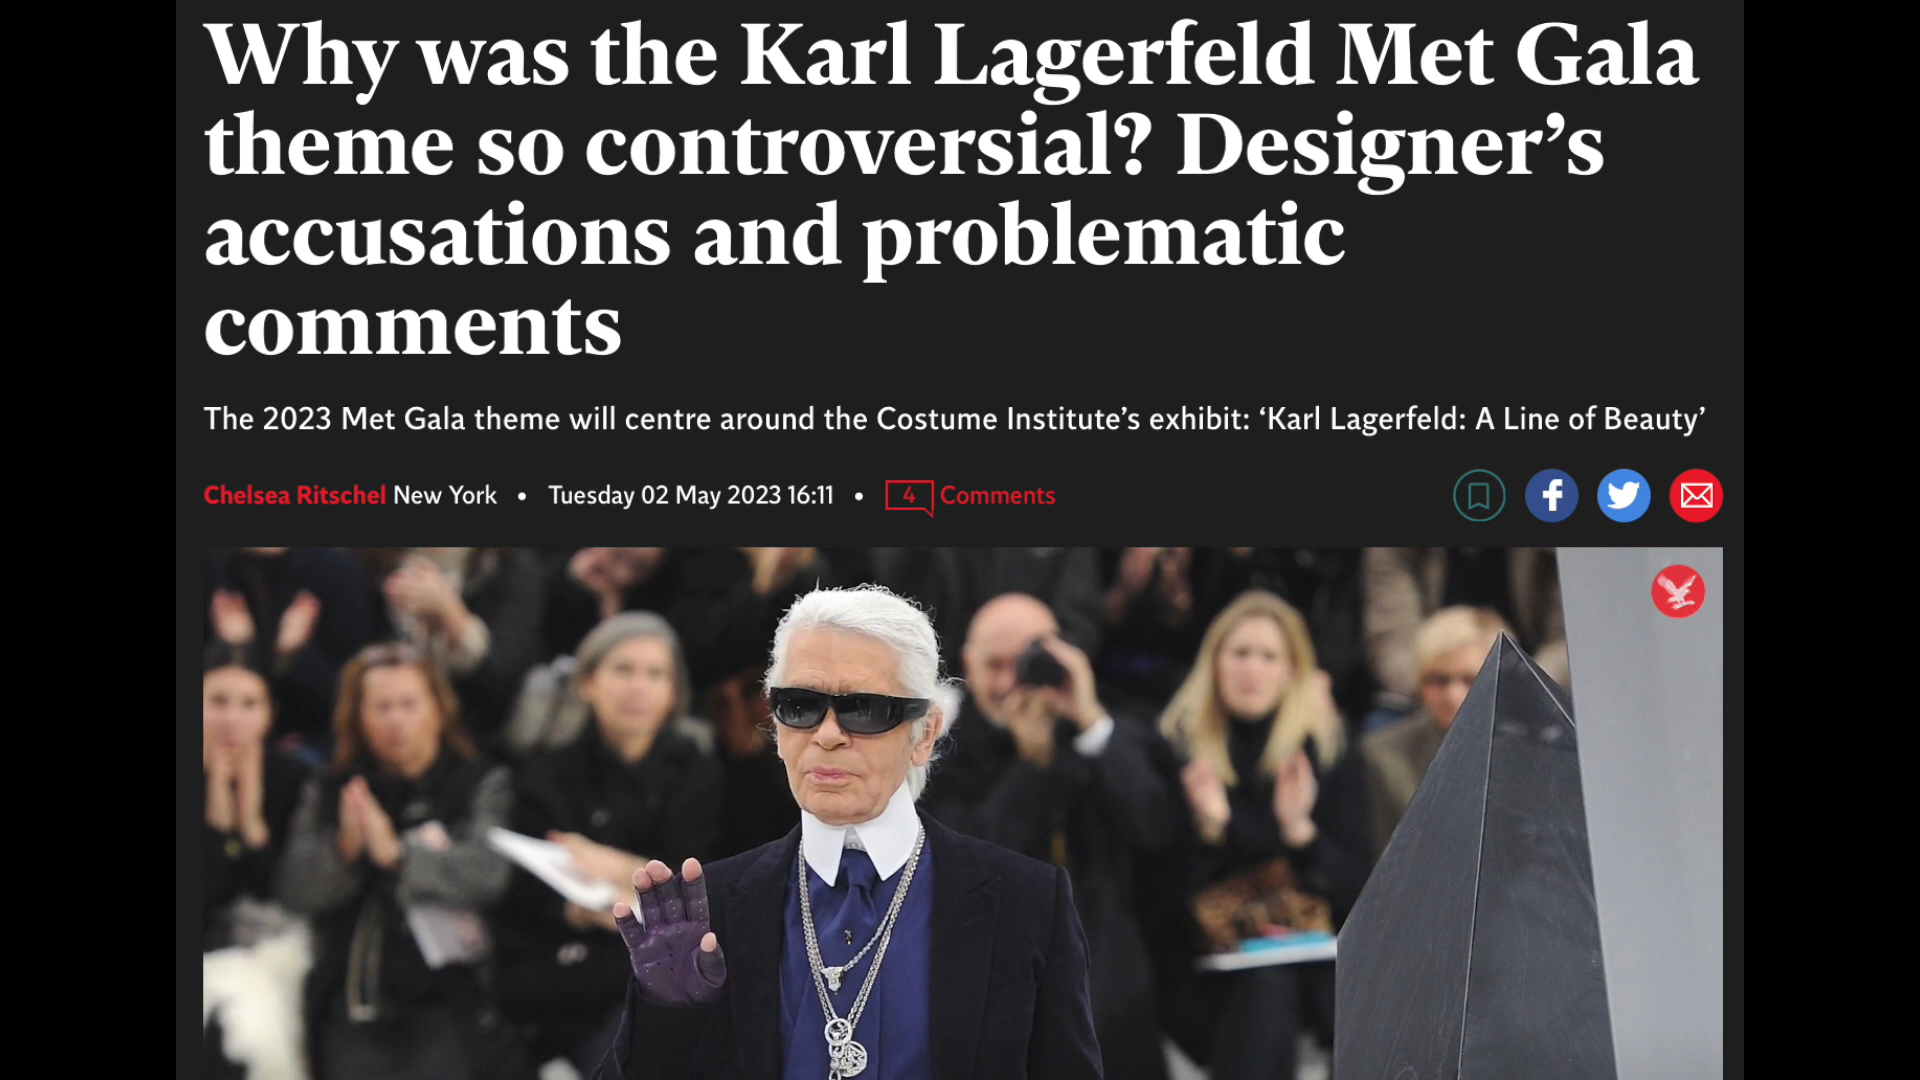 Why was the Karl Lagerfeld Met Gala
theme so controversial? Designer’s
accusations and problematic
comments
The 2023 Met Gala theme will centre around the Costume Institute’s exhibit: ‘Karl Lagerfeld: A Line of Beauty’
Chelsea Ritschel New York • Tuesday 02 May 2023 16:11 • 4 Comments